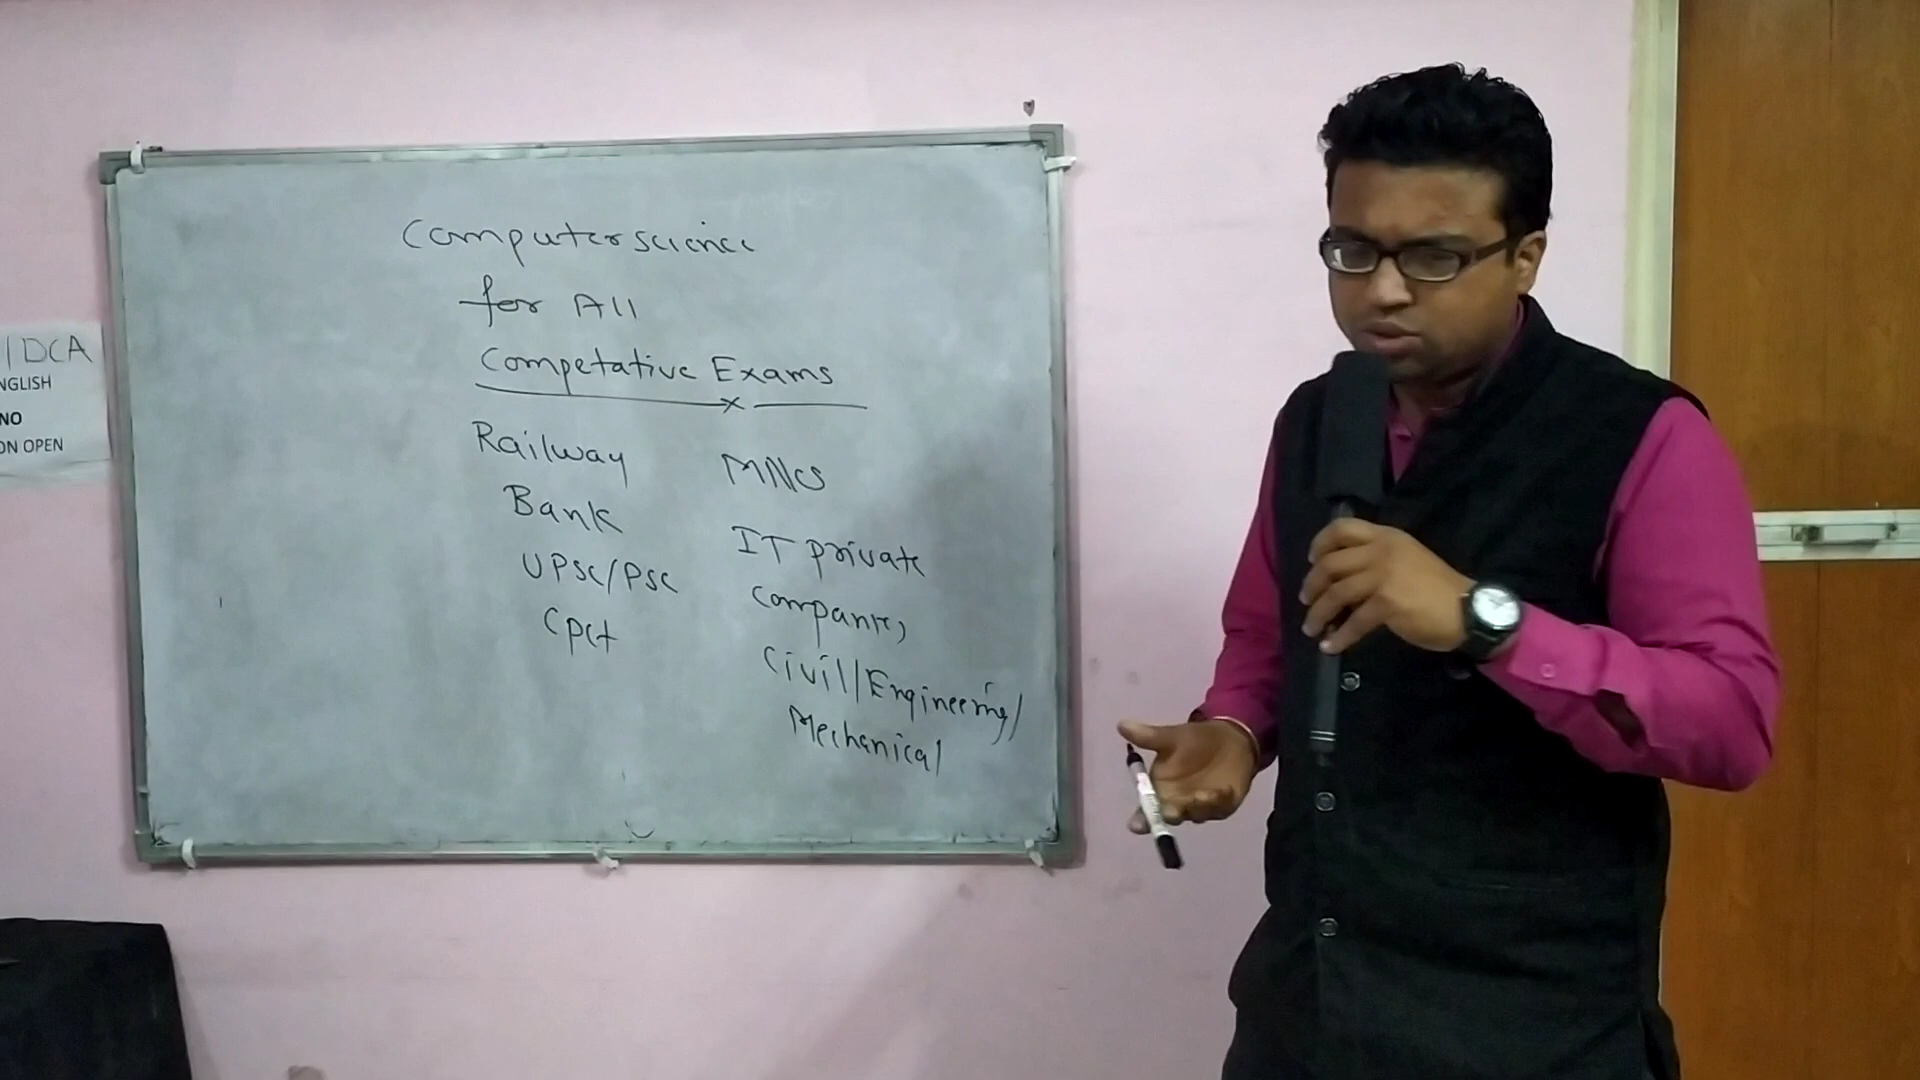 Computer science
for All
Competative Exams
x
Railway
Bank
UPSC/PSC
Cpct
MNCS
IT private
Companies
Civil/Engineering/
Mechanical
/DCA
NGLISH
NO
ON OPEN